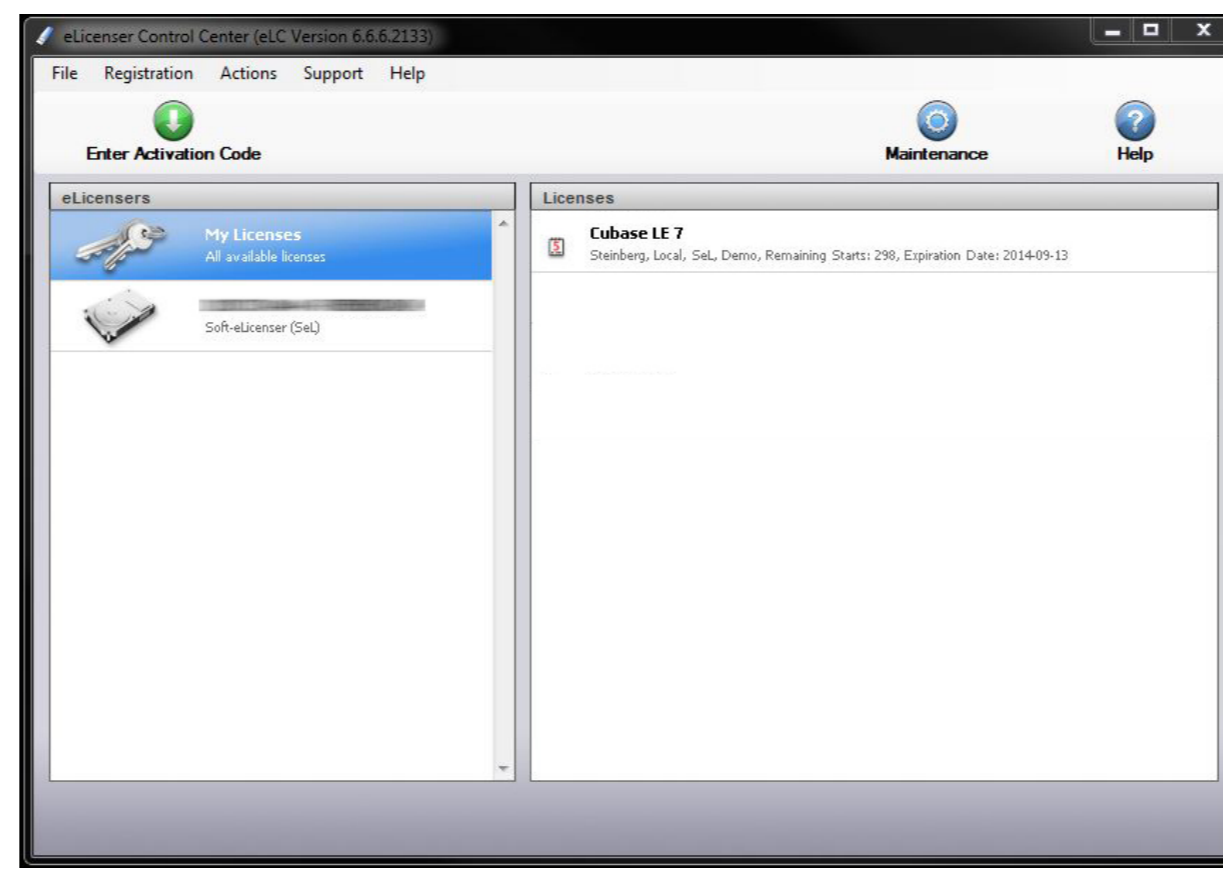 eLicenser Control Center (eLC Version 6.6.6.2133)
File Registration Actions Support Help
Enter Activation Code
Maintenance
Help
eLicensers
My Licenses
All available licenses
Soft-eLicenser (SeL)
Licenses
Cubase LE 7
Steinberg, Local, SeL, Demo, Remaining Starts: 298, Expiration Date: 2014-09-13